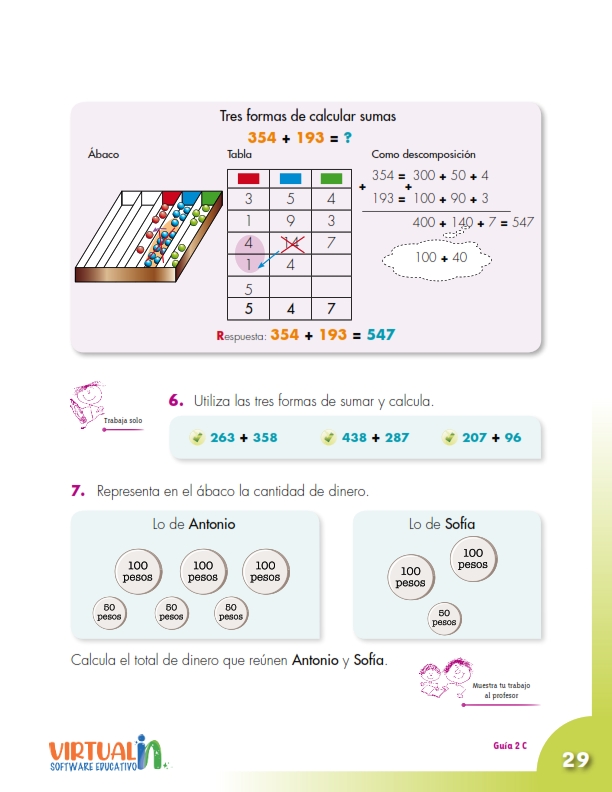 Tres formas de calcular sumas
354 + 193 = ?
Ábaco
Tabla
Como descomposición
3 5 4
1 9 3
4 14 7
1 4
5
5 4 7
354 = 300 + 50 + 4
+ +
193 = 100 + 90 + 3
400 + 140 + 7 = 547
100 + 40
Respuesta: 354 + 193 = 547
Trabaja solo
6. Utiliza las tres formas de sumar y calcula.
263 + 358 438 + 287 207 + 96
7. Representa en el ábaco la cantidad de dinero.
Lo de Antonio
100 pesos 100 pesos 100 pesos
50 pesos 50 pesos 50 pesos
Lo de Sofía
100 pesos
100 pesos
50 pesos
Calcula el total de dinero que reúnen Antonio y Sofía.
Muestra tu trabajo
al profesor
VIRTUAL in
SOFTWARE EDUCATIVO
Guía 2 C
29